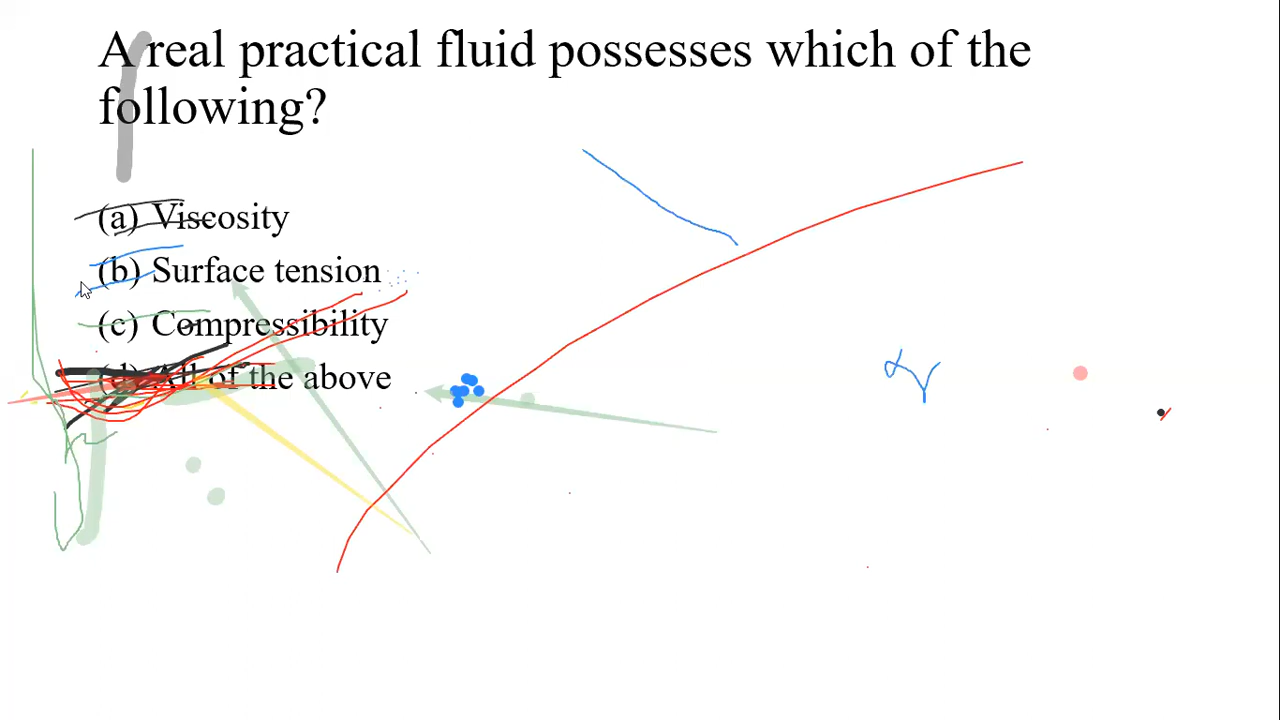 A real practical fluid possesses which of the
following?
(a) Viscosity
(b) Surface tension
(c) Compressibility
(d) All of the above